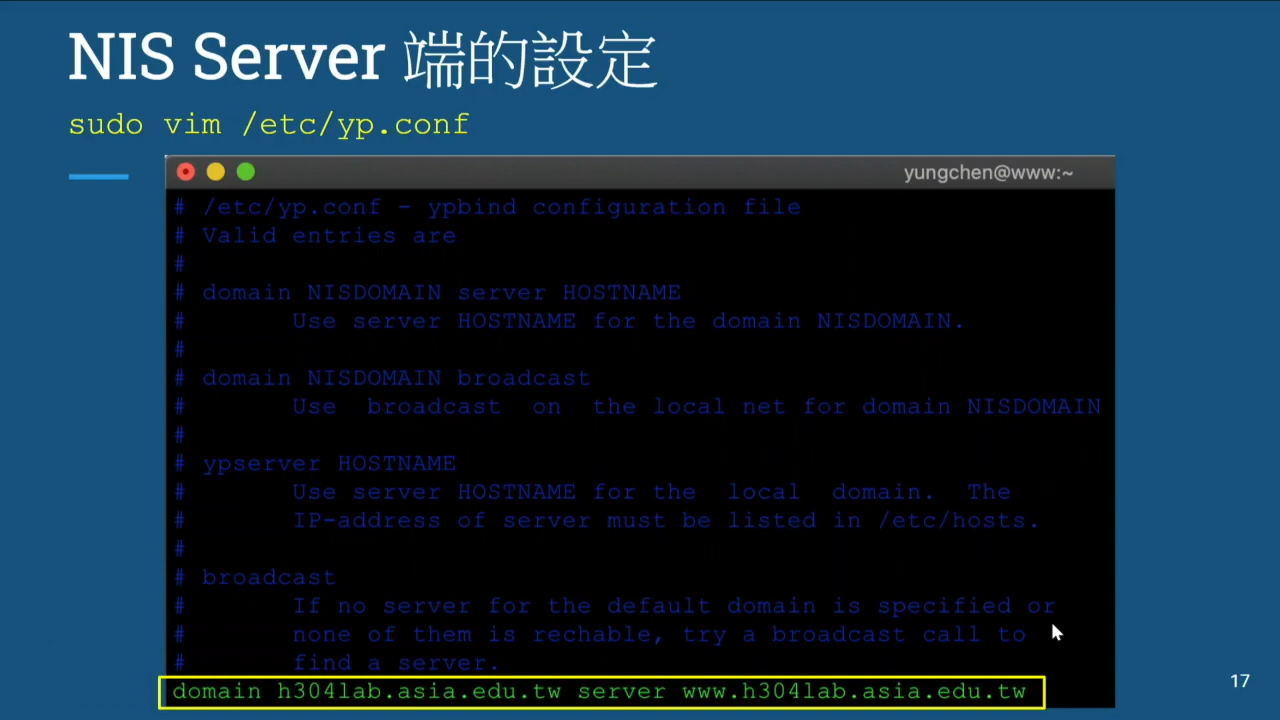 NIS Server 端的設定
sudo vim /etc/yp.conf
yungchen@www:~
# /etc/yp.conf - ypbind configuration file
# Valid entries are
#
# domain NISDOMAIN server HOSTNAME
# Use server HOSTNAME for the domain NISDOMAIN.
#
# domain NISDOMAIN broadcast
# Use broadcast on the local net for domain NISDOMAIN
#
# ypserver HOSTNAME
# Use server HOSTNAME for the local domain. The
# IP-address of server must be listed in /etc/hosts.
#
# broadcast
# If no server for the default domain is specified or
# none of them is rechable, try a broadcast call to
# find a server.
domain h304lab.asia.edu.tw server www.h304lab.asia.edu.tw
17